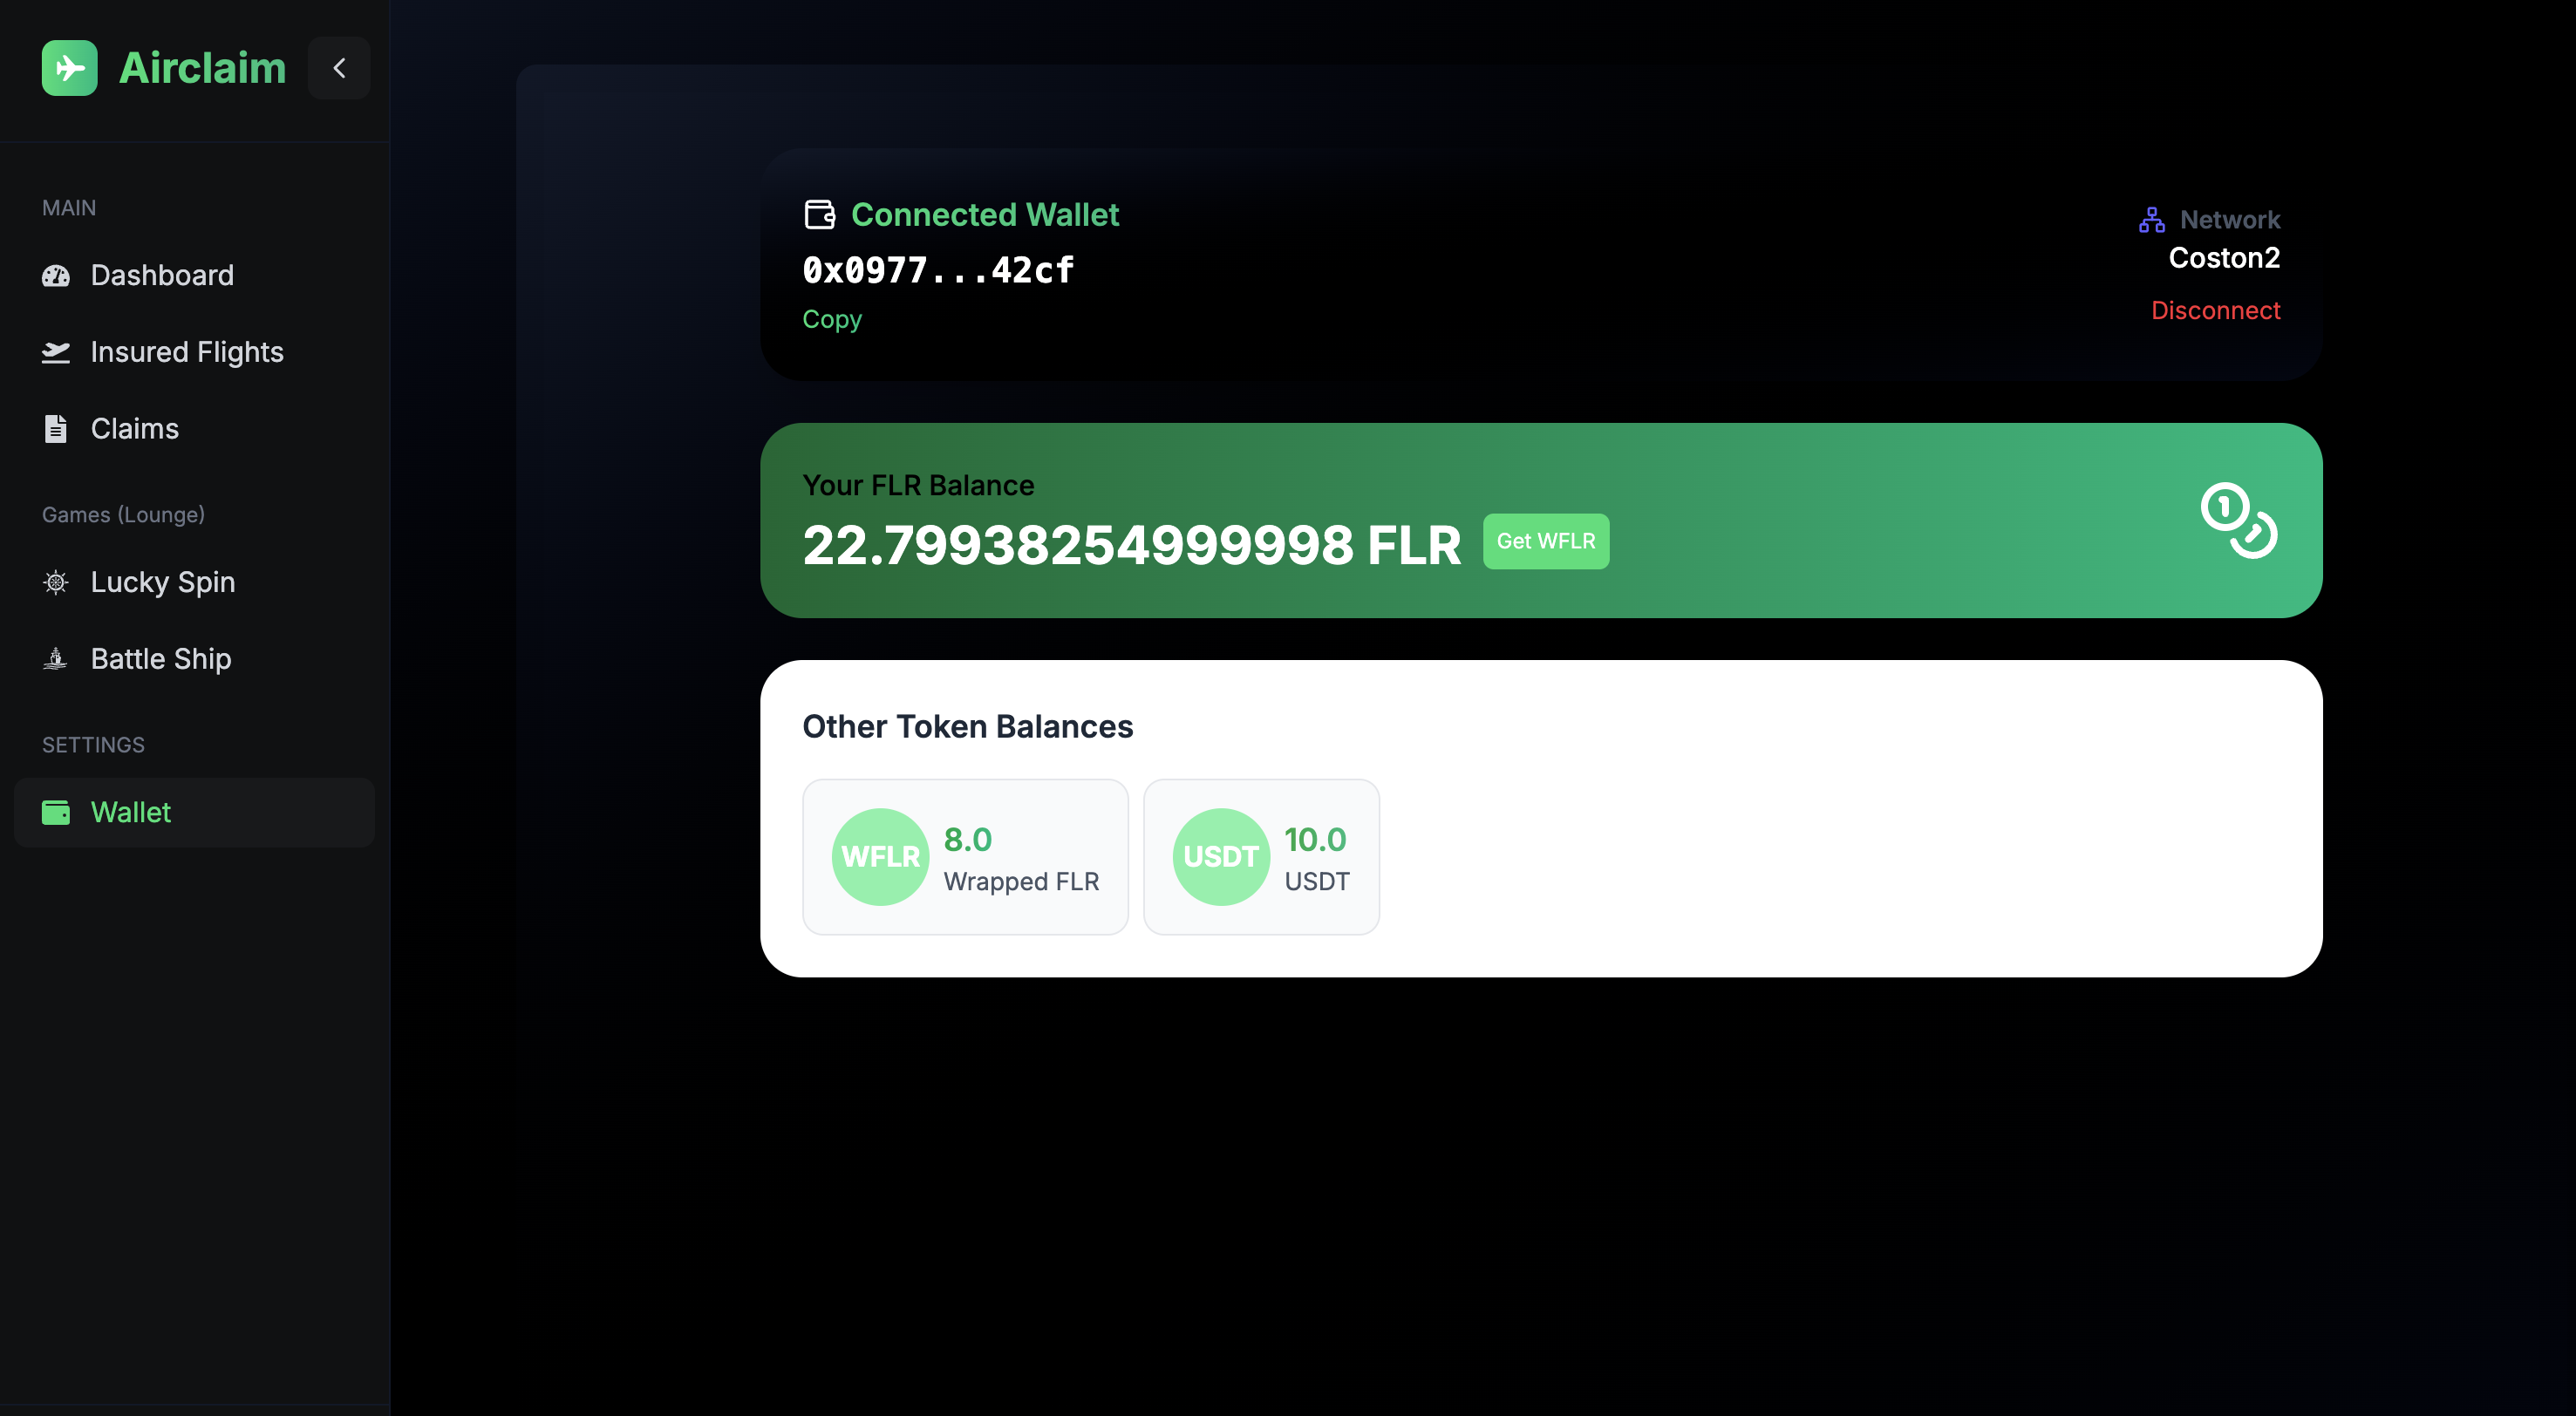 Airclaim
MAIN
Dashboard
Insured Flights
Claims
Games (Lounge)
Lucky Spin
Battle Ship
SETTINGS
Wallet
Connected Wallet
0x0977...42cf
Copy
Network
Coston2
Disconnect
Your FLR Balance
22.79938254999998 FLR
Get WFLR
1
Other Token Balances
WFLR
8.0
Wrapped FLR
USDT
10.0
USDT